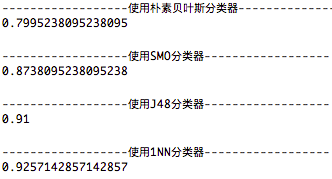 ------------------使用朴素贝叶斯分类器--------------
0.7995238095238095
------------------使用SMO分类器------------------
0.8738095238095238
------------------使用J48分类器------------------
0.91
------------------使用1NN分类器------------------
0.9257142857142857